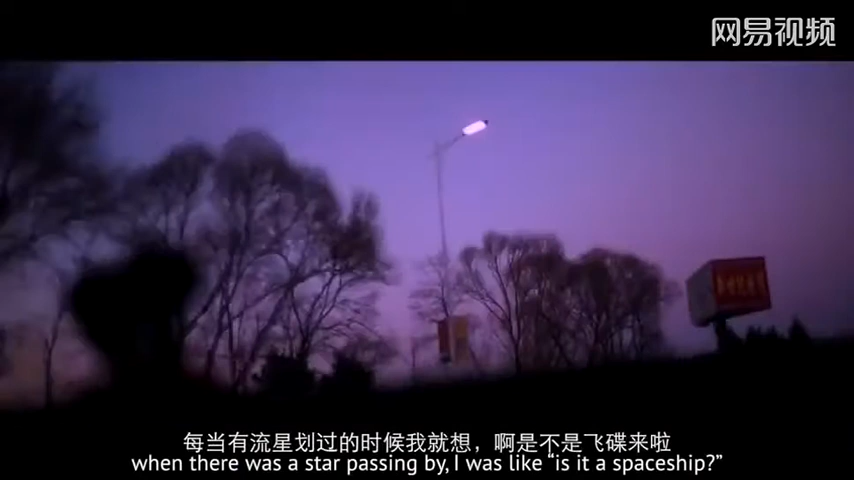 网易视频
每当有流星划过的时候我就想，啊是不是飞碟来啦
when there was a star passing by, I was like “is it a spaceship?”